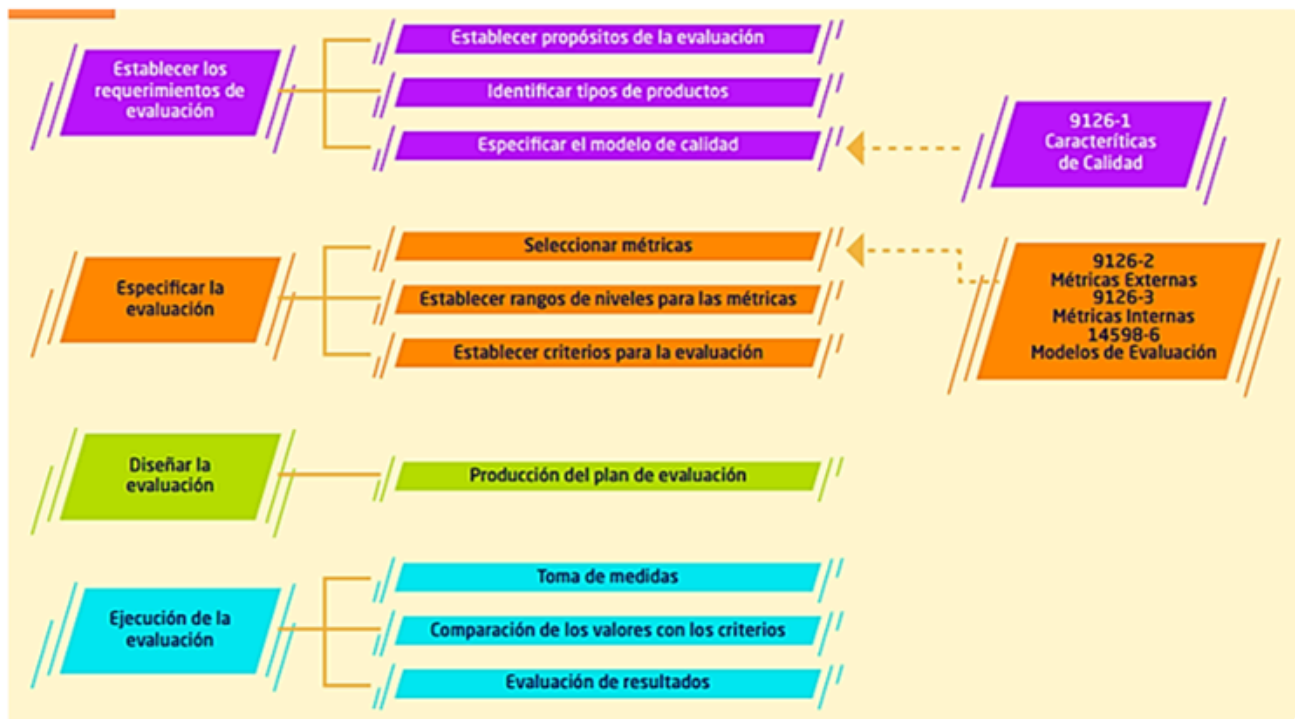 Establecer los
requerimientos de
evaluación
Establecer propósitos de la evaluación
Identificar tipos de productos
Especificar el modelo de calidad
9126-1
Caracteríticas
de Calidad
Especificar la
evaluación
Seleccionar métricas
Establecer rangos de niveles para las métricas
Establecer criterios para la evaluación
9126-2
Métricas Externas
9126-3
Métricas Internas
14598-6
Modelos de Evaluación
Diseñar la
evaluación
Producción del plan de evaluación
Ejecución de la
evaluación
Toma de medidas
Comparación de los valores con los criterios
Evaluación de resultados